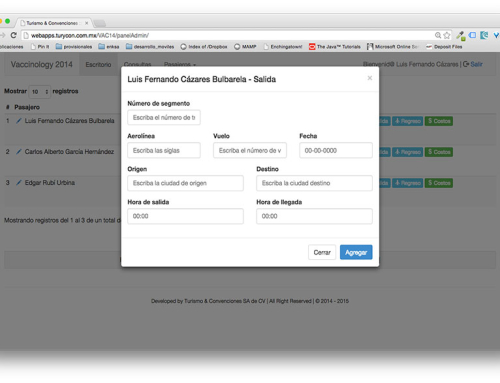 Turismo & Convenciones
webapps.turycon.com.mx/VAC14/panelAdmin/
Pin It provisionales enkas desarrollo_moviles Index of /Dropbox MAMP Enchingatown! The Java™ Tutorials Microsoft Online Deposit Files
Vaccinology 2014 Escritorio Consultas Pasajeros Bienvenid@ Luis Fernando Cázares | Salir
Luis Fernando Cázares Bulbarela - Salida ×
Mostrar 10 registros
Número de segmento
# Pasajero
Escriba el número de
1 Luis Fernando Cázares Bulbarela Regreso $ Costos
Aerolínea Vuelo Fecha
Escriba las siglas Escriba el número de v 00-00-0000
2 Carlos Alberto García Hernández Regreso $ Costos
Origen Destino
3 Edgar Rubí Urbina Escriba la ciudad de origen Escriba la ciudad destino Regreso $ Costos
Hora de salida Hora de llegada
00:00 00:00
Mostrando registros del 1 al 3 de un total
Cerrar Agregar
Developed by Turismo & Convenciones SA de CV | All Right Reserved | © 2014 - 2015